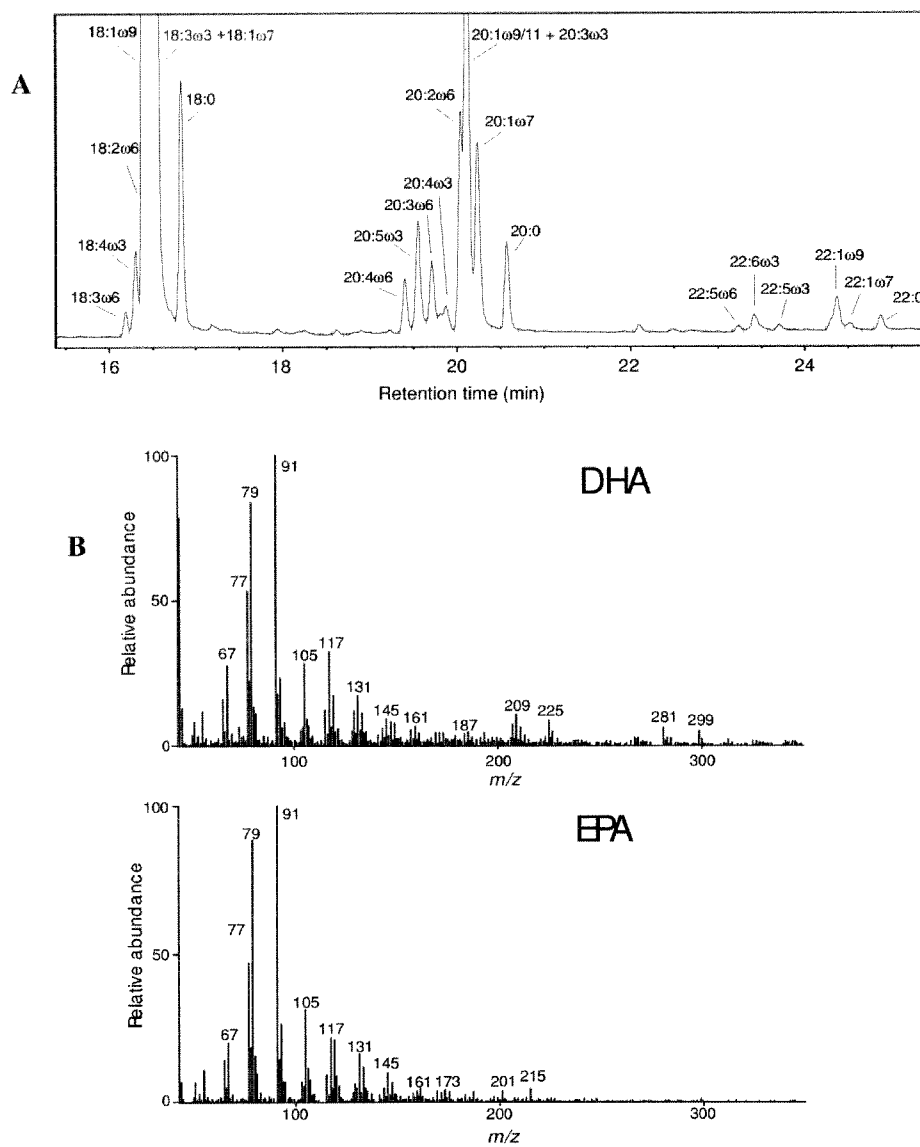 A
18:1ω9
18:3ω3 +18:1ω7
20:1ω9/11 + 20:3ω3
18:0
20:2ω6
20:1ω7
18:2ω6
20:4ω3
20:3ω6
18:4ω3
20:5ω3
20:0
20:4ω6
18:3ω6
22:6ω3
22:1ω9
22:5ω6
22:5ω3
22:1ω7
22:0
16 18 20 22 24
Retention time (min)
B
DHA
Relative abundance
100
50
0
91
79
77
67
105
117
131
145
161
187
209
225
281
299
100 200 300
m/z
EPA
Relative abundance
100
50
0
91
79
77
67
105
117
131
145
161
173
201
215
100 200 300
m/z